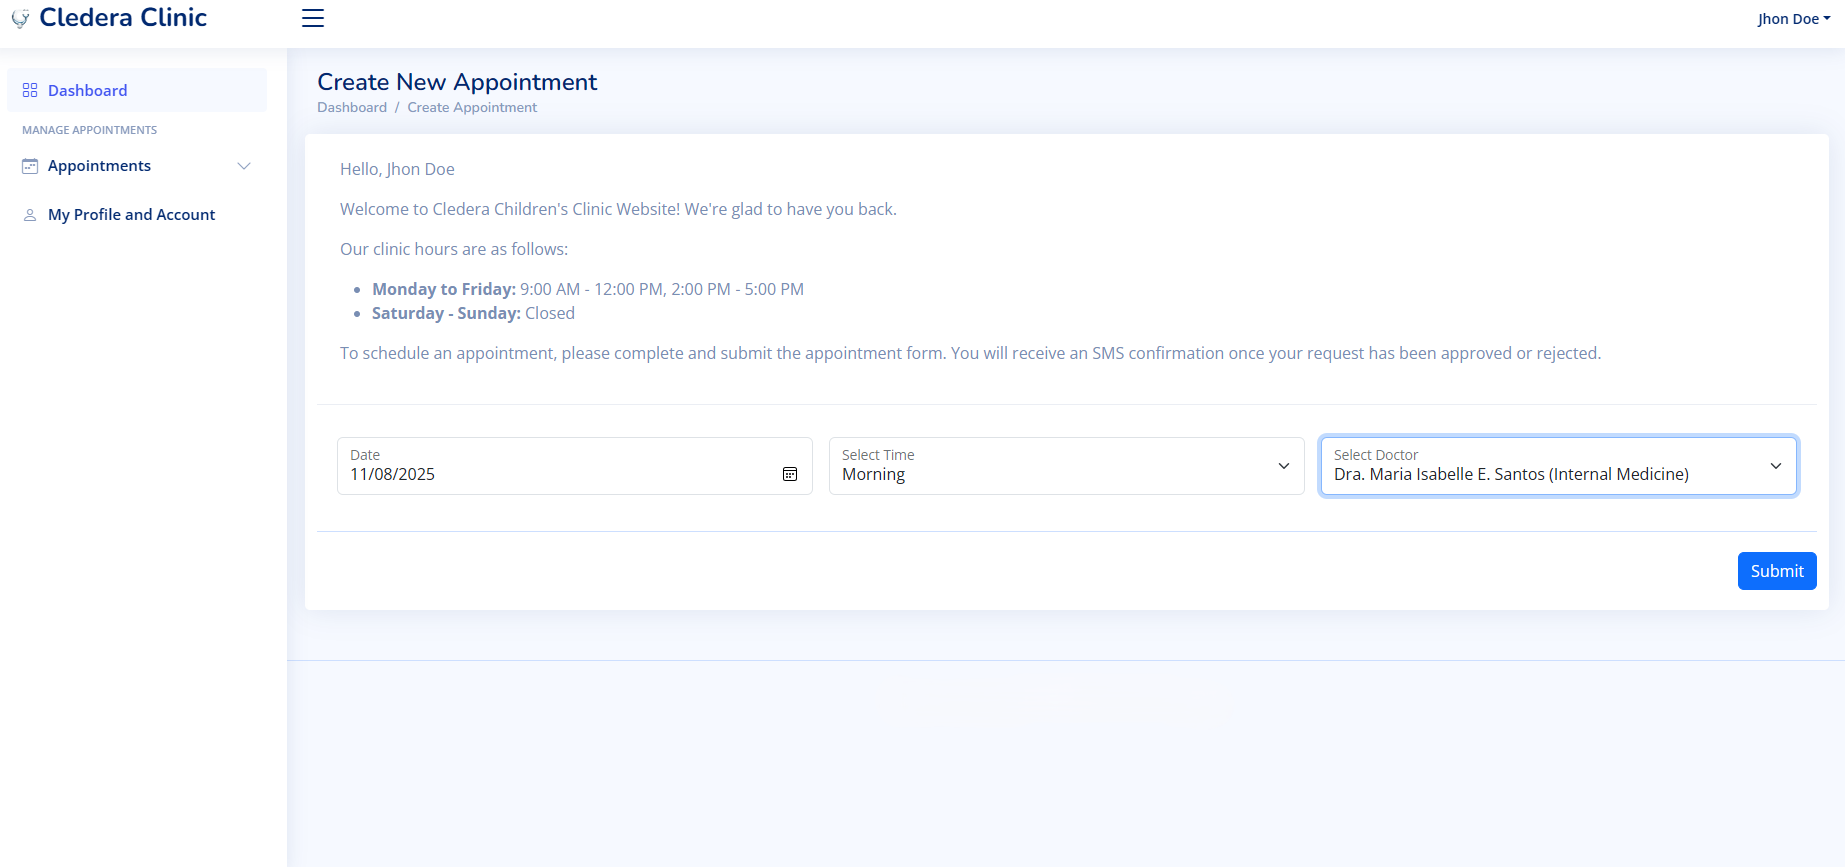 Cledera Clinic
Jhon Doe
Dashboard
MANAGE APPOINTMENTS
Appointments
My Profile and Account
Create New Appointment
Dashboard / Create Appointment
Hello, Jhon Doe
Welcome to Cledera Children's Clinic Website! We're glad to have you back.
Our clinic hours are as follows:
• Monday to Friday: 9:00 AM - 12:00 PM, 2:00 PM - 5:00 PM
• Saturday - Sunday: Closed
To schedule an appointment, please complete and submit the appointment form. You will receive an SMS confirmation once your request has been approved or rejected.
Date
11/08/2025
Select Time
Morning
Select Doctor
Dra. Maria Isabelle E. Santos (Internal Medicine)
Submit